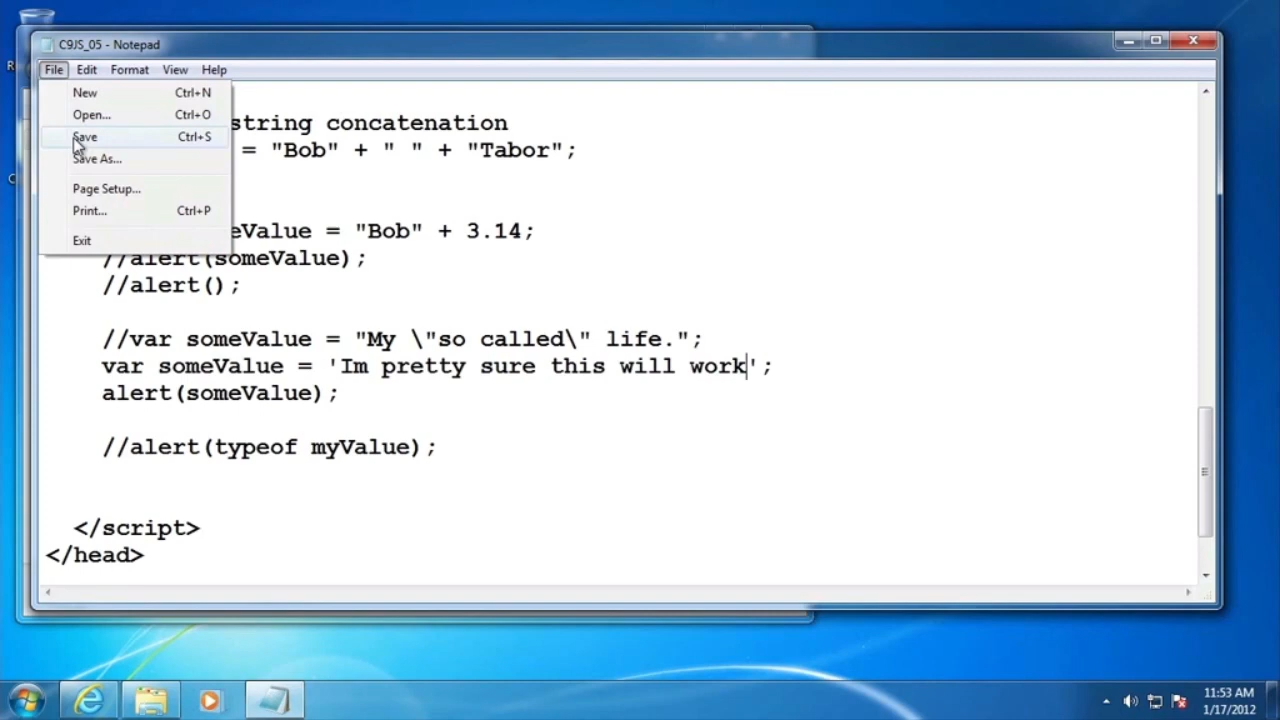 C9JS_05 - Notepad
File Edit Format View Help
New Ctrl+N
Open... Ctrl+O
Save Ctrl+S
Save As...
Page Setup...
Print... Ctrl+P
Exit
string concatenation
= "Bob" + " " + "Tabor";
eValue = "Bob" + 3.14;
//alert(someValue);
//alert();
//var someValue = "My \"so called\" life.";
var someValue = 'Im pretty sure this will work';
alert(someValue);
//alert(typeof myValue);
</script>
</head>
11:53 AM
1/17/2012